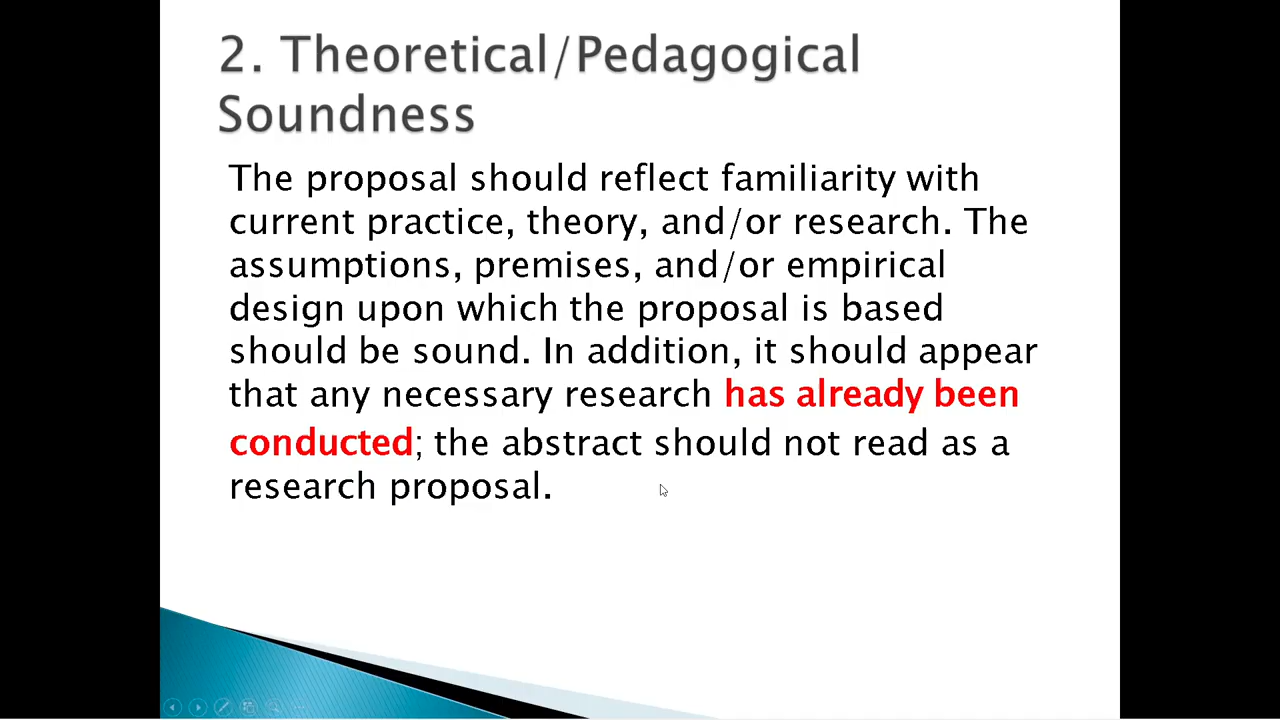 2. Theoretical/Pedagogical
Soundness
The proposal should reflect familiarity with
current practice, theory, and/or research. The
assumptions, premises, and/or empirical
design upon which the proposal is based
should be sound. In addition, it should appear
that any necessary research has already been
conducted; the abstract should not read as a
research proposal.